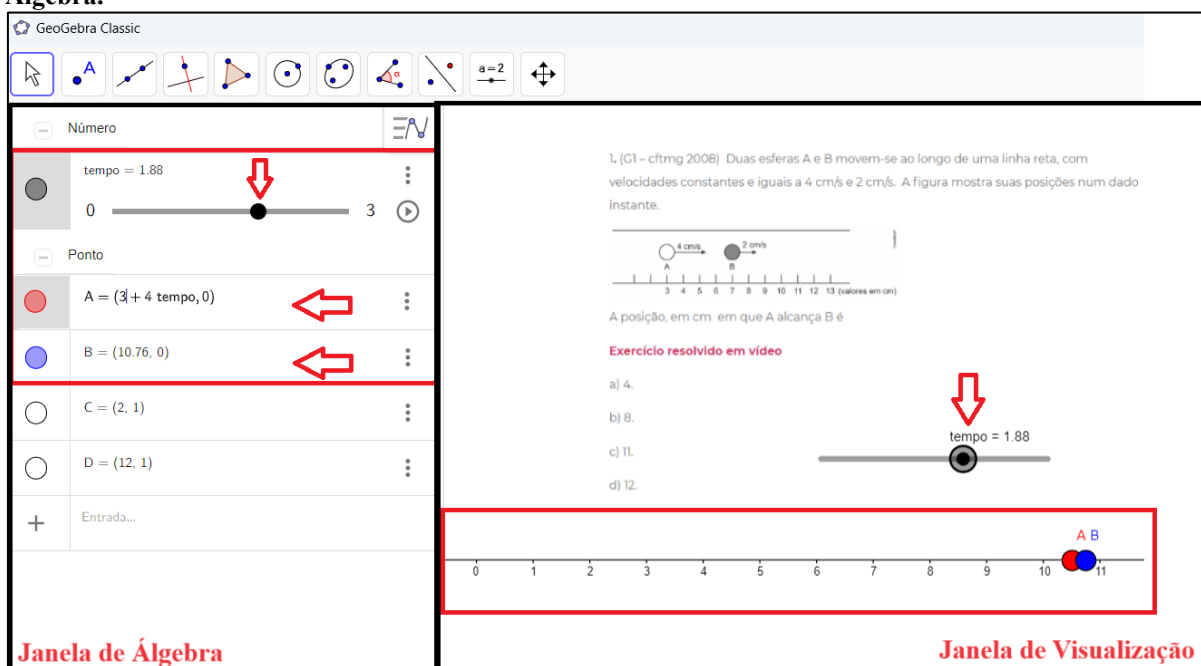 Álgebra.
GeoGebra Classic
A
α
a=2
Número
tempo = 1.88
0
3
Ponto
A = (3 + 4 tempo, 0)
B = (10.76, 0)
C = (2, 1)
D = (12, 1)
+ Entrada...
Janela de Álgebra
1. (G1 – cftmg 2008) Duas esferas A e B movem-se ao longo de uma linha reta, com
velocidades constantes e iguais a 4 cm/s e 2 cm/s. A figura mostra suas posições num dado
instante.
4 cm/s 2 cm/s
A B
3 4 5 6 7 8 9 10 11 12 13 (valores em cm)
A posição, em cm em que A alcança B é
Exercício resolvido em vídeo
a) 4.
b) 8.
c) 11.
d) 12.
tempo = 1.88
A B
0 1 2 3 4 5 6 7 8 9 10 11
Janela de Visualização